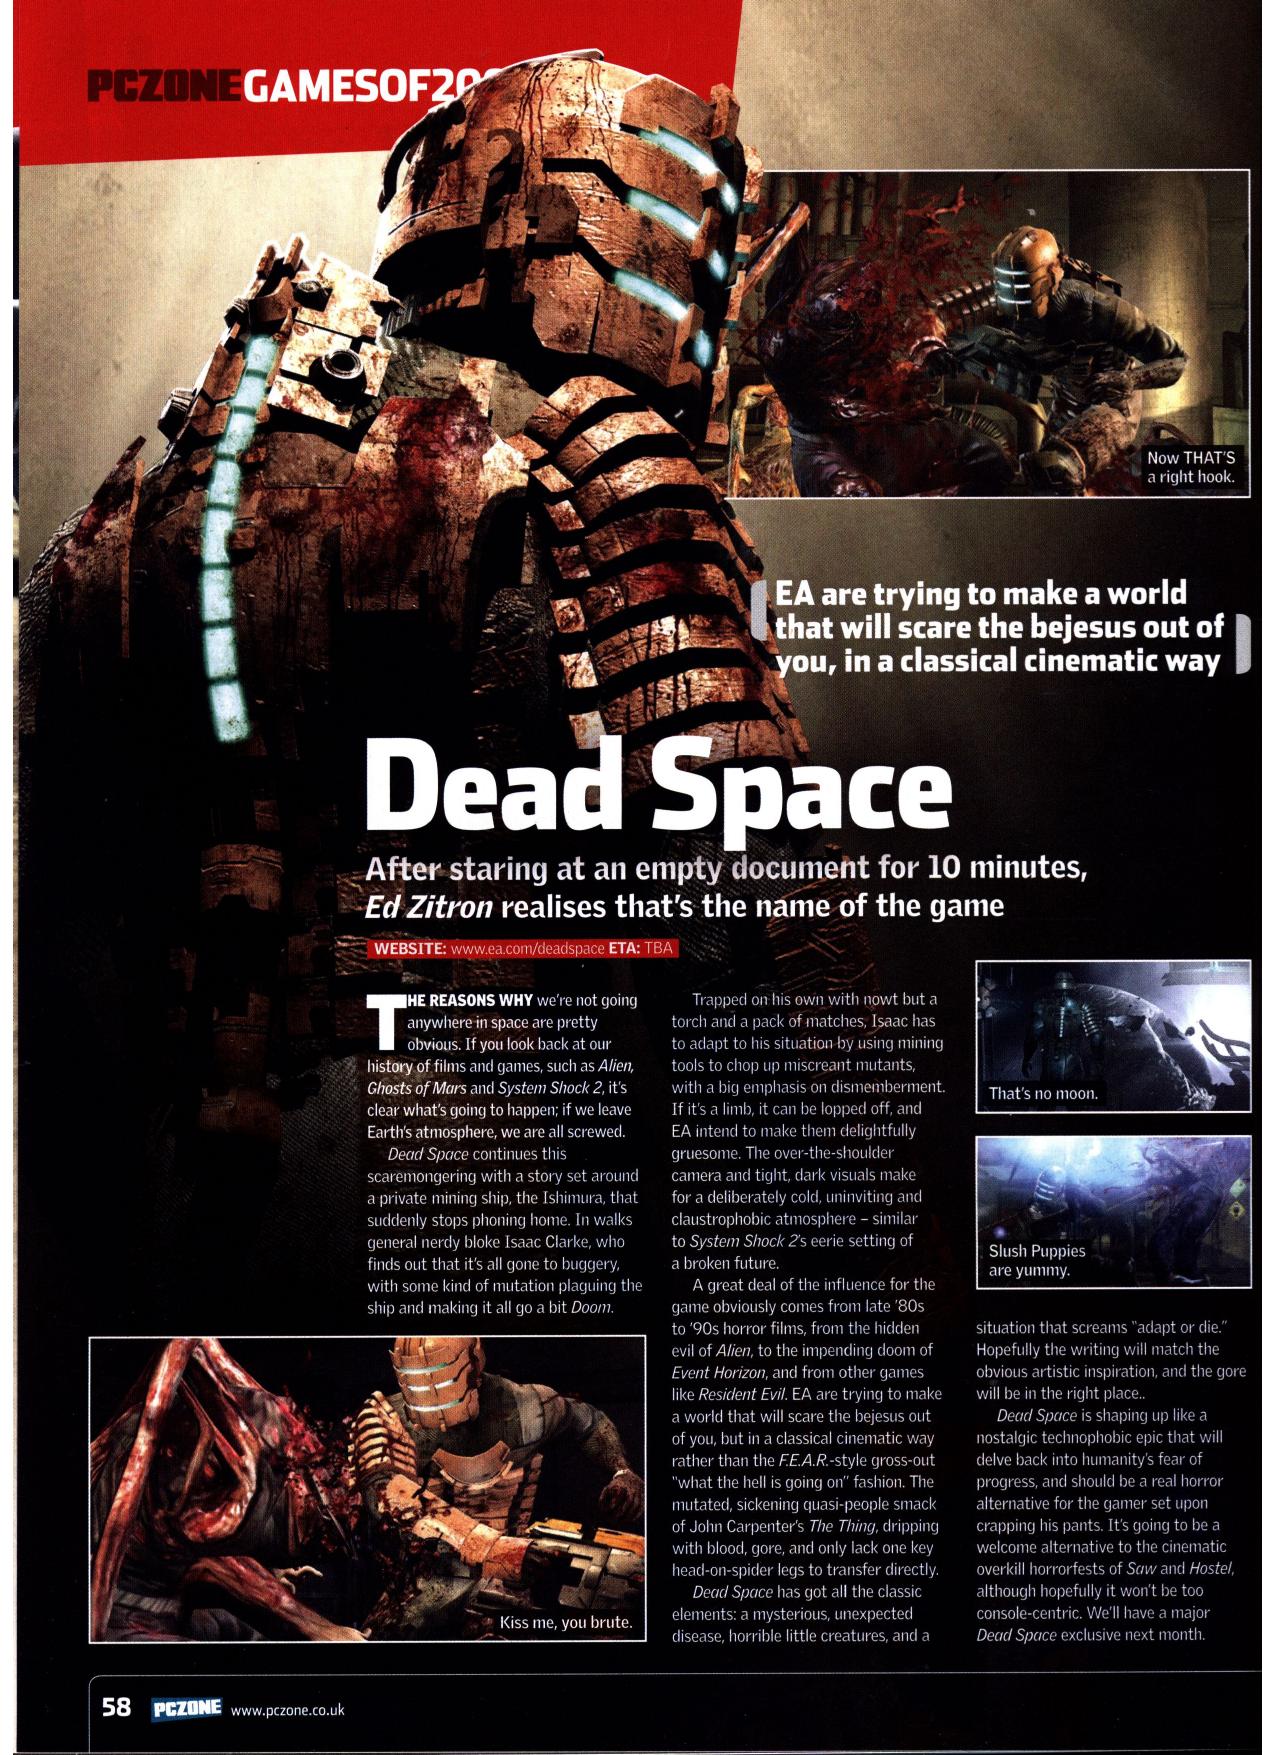 PCZONEGAMESOF20
Now THAT'S
a right hook.
EA are trying to make a world
that will scare the bejesus out of
you, in a classical cinematic way
Dead Space
After staring at an empty document for 10 minutes,
Ed Zitron realises that's the name of the game
WEBSITE: www.ea.com/deadspace ETA: TBA
THE REASONS WHY we're not going
anywhere in space are pretty
obvious. If you look back at our
history of films and games, such as Alien,
Ghosts of Mars and System Shock 2, it's
clear what's going to happen; if we leave
Earth's atmosphere, we are all screwed.
Dead Space continues this
scaremongering with a story set around
a private mining ship, the Ishimura, that
suddenly stops phoning home. In walks
general nerdy bloke Isaac Clarke, who
finds out that it's all gone to buggery,
with some kind of mutation plaguing the
ship and making it all go a bit Doom.
Kiss me, you brute.
Trapped on his own with nowt but a
torch and a pack of matches, Isaac has
to adapt to his situation by using mining
tools to chop up miscreant mutants,
with a big emphasis on dismemberment.
If it's a limb, it can be lopped off, and
EA intend to make them delightfully
gruesome. The over-the-shoulder
camera and tight, dark visuals make
for a deliberately cold, uninviting and
claustrophobic atmosphere – similar
to System Shock 2's eerie setting of
a broken future.
A great deal of the influence for the
game obviously comes from late '80s
to '90s horror films, from the hidden
evil of Alien, to the impending doom of
Event Horizon, and from other games
like Resident Evil. EA are trying to make
a world that will scare the bejesus out
of you, but in a classical cinematic way
rather than the F.E.A.R.-style gross-out
"what the hell is going on" fashion. The
mutated, sickening quasi-people smack
of John Carpenter's The Thing, dripping
with blood, gore, and only lack one key
head-on-spider legs to transfer directly.
Dead Space has got all the classic
elements: a mysterious, unexpected
disease, horrible little creatures, and a
That's no moon.
Slush Puppies
are yummy.
situation that screams "adapt or die."
Hopefully the writing will match the
obvious artistic inspiration, and the gore
will be in the right place..
Dead Space is shaping up like a
nostalgic technophobic epic that will
delve back into humanity's fear of
progress, and should be a real horror
alternative for the gamer set upon
crapping his pants. It's going to be a
welcome alternative to the cinematic
overkill horrorfests of Saw and Hostel,
although hopefully it won't be too
console-centric. We'll have a major
Dead Space exclusive next month.
58 PCZONE www.pczone.co.uk